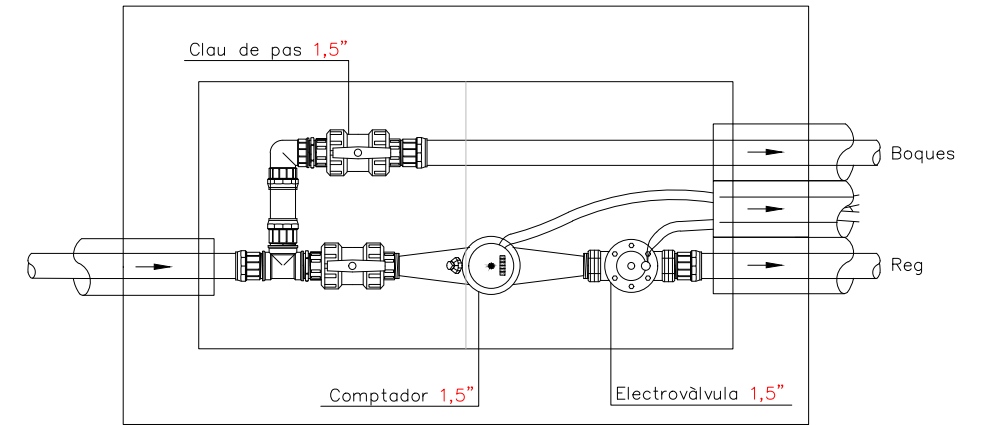 Clau de pas 1,5”
Boques
Reg
Comptador 1,5”
Electrovàlvula 1,5”